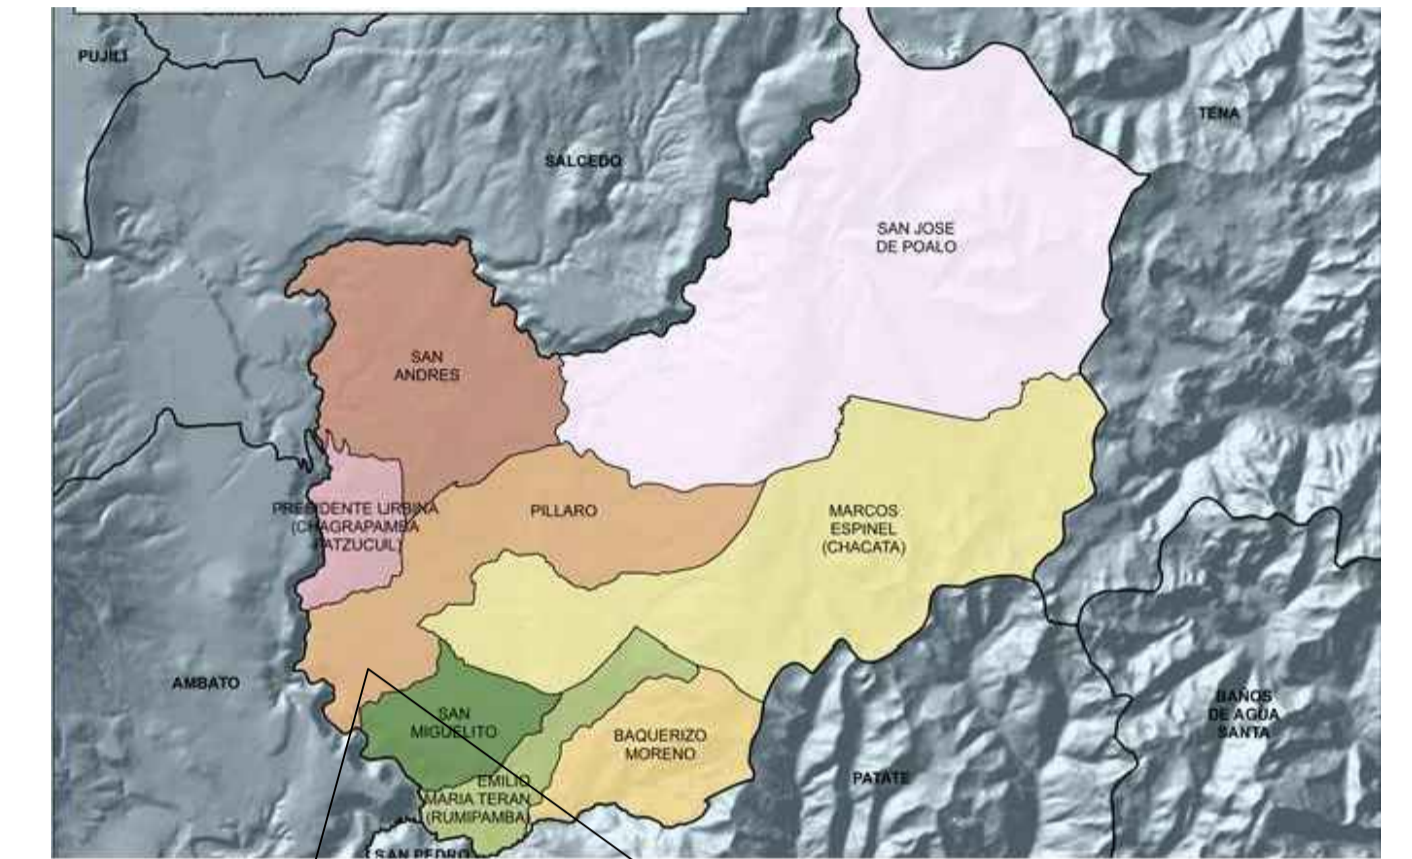 PUJILÍ
TENA
SALCEDO
SAN JOSE
DE POALO
SAN
ANDRES
PRESIDENTE URBINA
(CHAGRAPAMBA
PATZUCUL)
PILLARO
MARCOS
ESPINEL
(CHACATA)
AMBATO
SAN
MIGUELITO
BAQUERIZO
MORENO
BAÑOS
DE AGUA
SANTA
EMILIO
MARIA TERAN
(RUMIPAMBA)
PATATE
SAN PEDRO